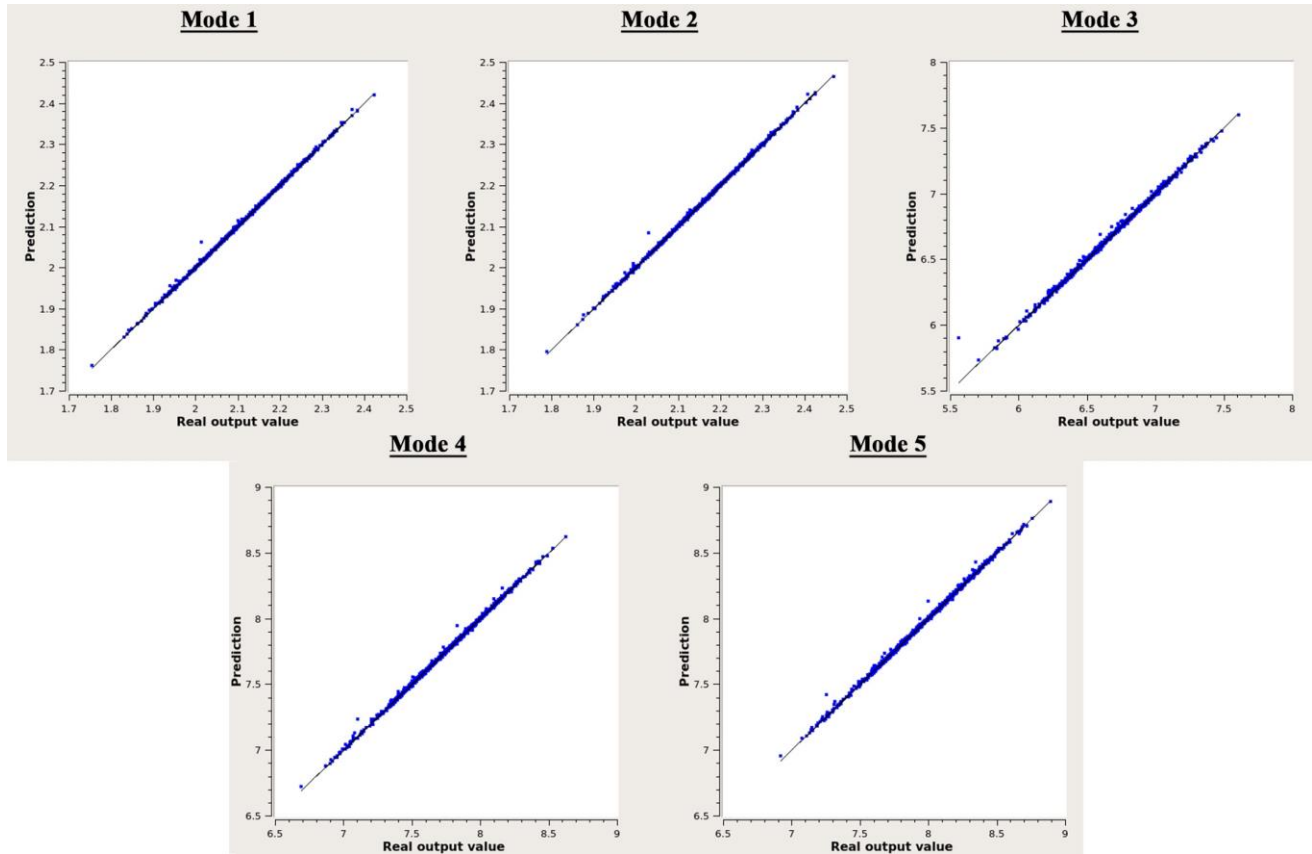 Mode 1 Mode 2 Mode 3
2.5 2.5 8
2.4 2.4
2.3 2.3 7.5
2.2 2.2 7
2.1 2.1
Prediction Prediction Prediction
2 2 6.5
1.9 1.9 6
1.8 1.8
1.7 1.7 5.5
1.7 1.8 1.9 2 2.1 2.2 2.3 2.4 2.5 1.7 1.8 1.9 2 2.1 2.2 2.3 2.4 2.5 5.5 6 6.5 7 7.5 8
Real output value Real output value Real output value
Mode 4 Mode 5
9 9
8.5 8.5
8 8
Prediction Prediction
7.5 7.5
7 7
6.5 6.5
6.5 7 7.5 8 8.5 9 6.5 7 7.5 8 8.5 9
Real output value Real output value